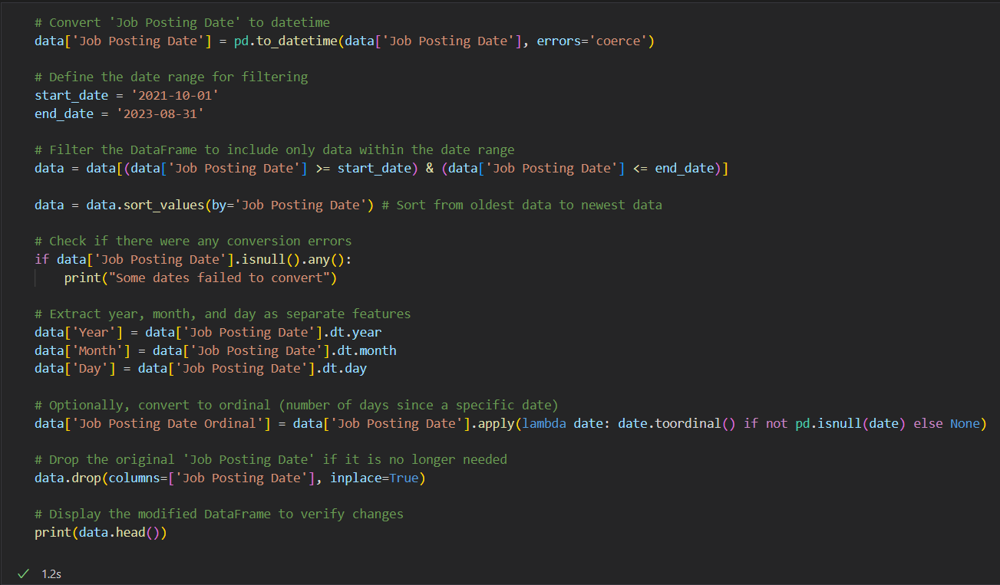 # Convert 'Job Posting Date' to datetime
data['Job Posting Date'] = pd.to_datetime(data['Job Posting Date'], errors='coerce')
# Define the date range for filtering
start_date = '2021-10-01'
end_date = '2023-08-31'
# Filter the DataFrame to include only data within the date range
data = data[(data['Job Posting Date'] >= start_date) & (data['Job Posting Date'] <= end_date)]
data = data.sort_values(by='Job Posting Date') # Sort from oldest data to newest data
# Check if there were any conversion errors
if data['Job Posting Date'].isnull().any():
    print("Some dates failed to convert")
# Extract year, month, and day as separate features
data['Year'] = data['Job Posting Date'].dt.year
data['Month'] = data['Job Posting Date'].dt.month
data['Day'] = data['Job Posting Date'].dt.day
# Optionally, convert to ordinal (number of days since a specific date)
data['Job Posting Date Ordinal'] = data['Job Posting Date'].apply(lambda date: date.toordinal() if not pd.isnull(date) else None)
# Drop the original 'Job Posting Date' if it is no longer needed
data.drop(columns=['Job Posting Date'], inplace=True)
# Display the modified DataFrame to verify changes
print(data.head())
1.2s